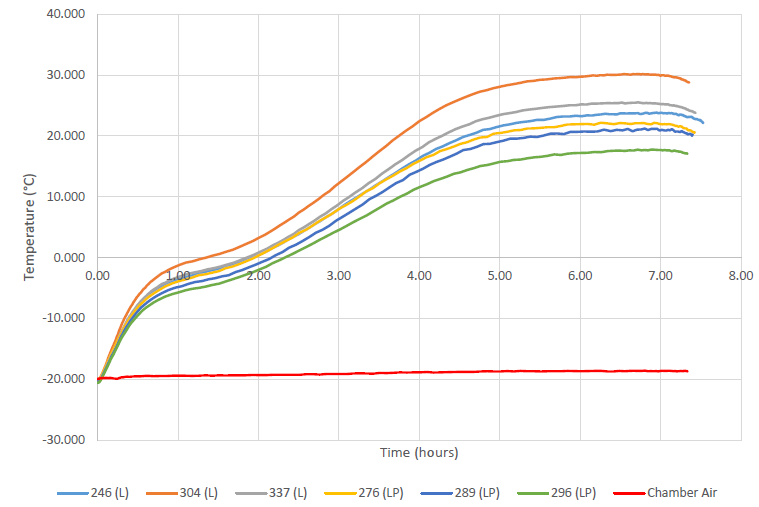 40.000
30.000
20.000
10.000
0.000
-10.000
-20.000
-30.000
Temperature (°C)
0.00 1.00 2.00 3.00 4.00 5.00 6.00 7.00 8.00
Time (hours)
246 (L) 304 (L) 337 (L) 276 (LP) 289 (LP) 296 (LP) Chamber Air